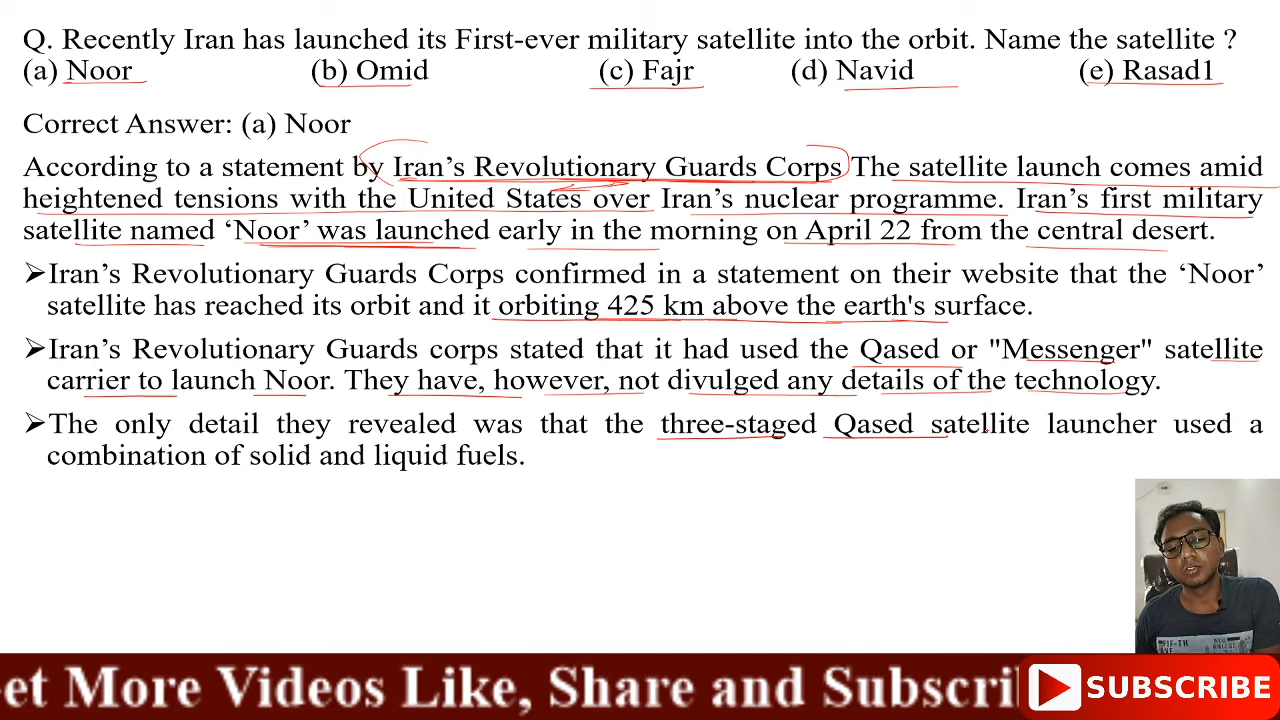 Q. Recently Iran has launched its First-ever military satellite into the orbit. Name the satellite ?
(a) Noor (b) Omid (c) Fajr (d) Navid (e) Rasad1
Correct Answer: (a) Noor
According to a statement by Iran’s Revolutionary Guards Corps The satellite launch comes amid
heightened tensions with the United States over Iran’s nuclear programme. Iran’s first military
satellite named ‘Noor’ was launched early in the morning on April 22 from the central desert.
➢Iran’s Revolutionary Guards Corps confirmed in a statement on their website that the ‘Noor’
satellite has reached its orbit and it orbiting 425 km above the earth's surface.
➢Iran’s Revolutionary Guards corps stated that it had used the Qased or "Messenger" satellite
carrier to launch Noor. They have, however, not divulged any details of the technology.
➢The only detail they revealed was that the three-staged Qased satellite launcher used a
combination of solid and liquid fuels.
et More Videos Like, Share and Subscri
SUBSCRIBE